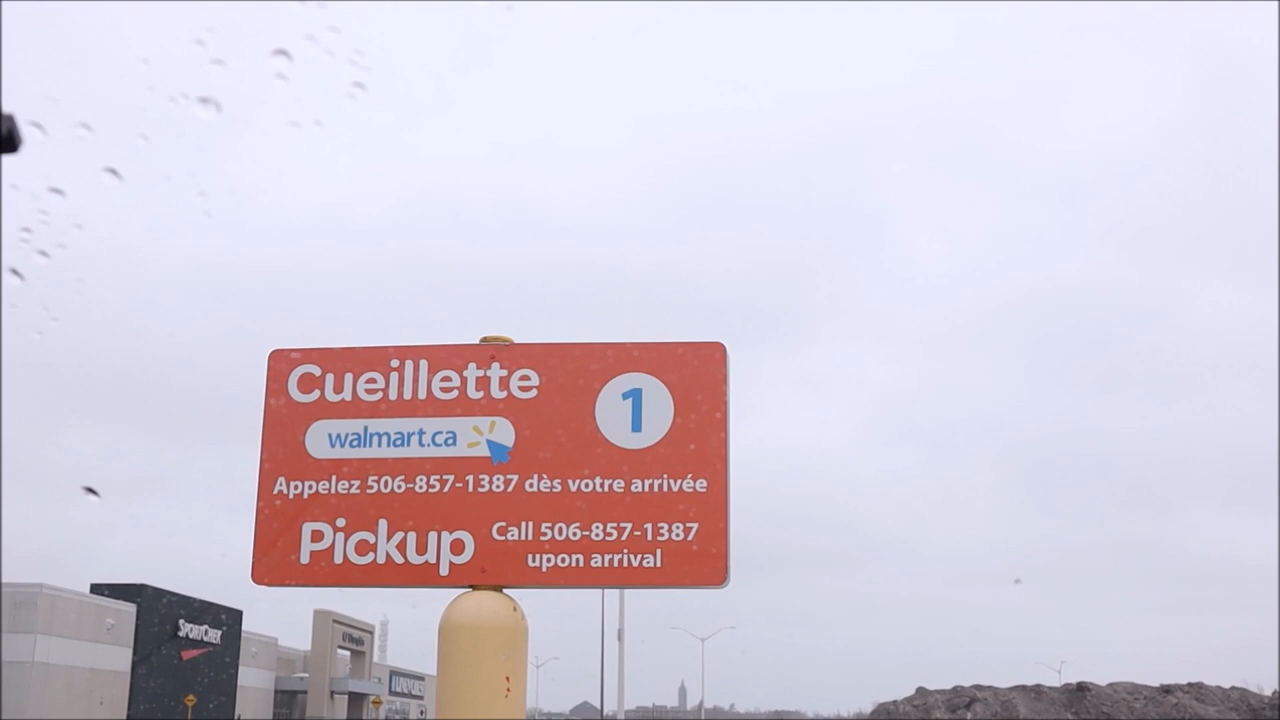 Cueillette
1
walmart.ca
Appelez 506-857-1387 dès votre arrivée
Pickup
Call 506-857-1387
upon arrival
SPORTCHEK